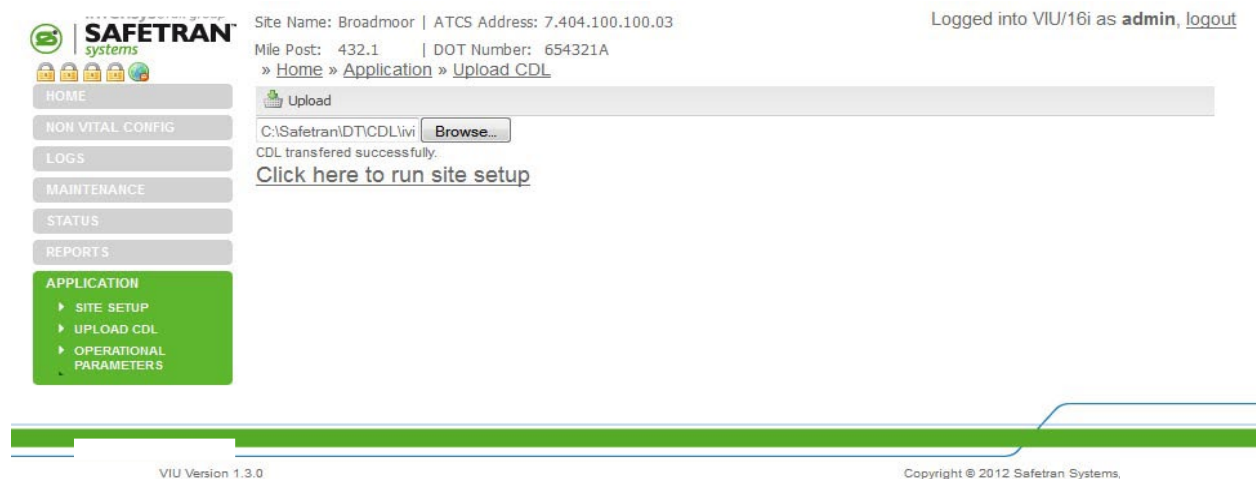 SAFETRAN
systems
Site Name: Broadmoor | ATCS Address: 7.404.100.100.03
Mile Post: 432.1 | DOT Number: 654321A
» Home » Application » Upload CDL
Logged into VIU/16i as admin, logout
HOME
NON VITAL CONFIG
LOGS
MAINTENANCE
STATUS
REPORTS
APPLICATION
SITE SETUP
UPLOAD CDL
OPERATIONAL
PARAMETERS
Upload
C:\Safetran\DT\CDL\ivi Browse...
CDL transfered successfully.
Click here to run site setup
VIU Version 1.3.0
Copyright © 2012 Safetran Systems,